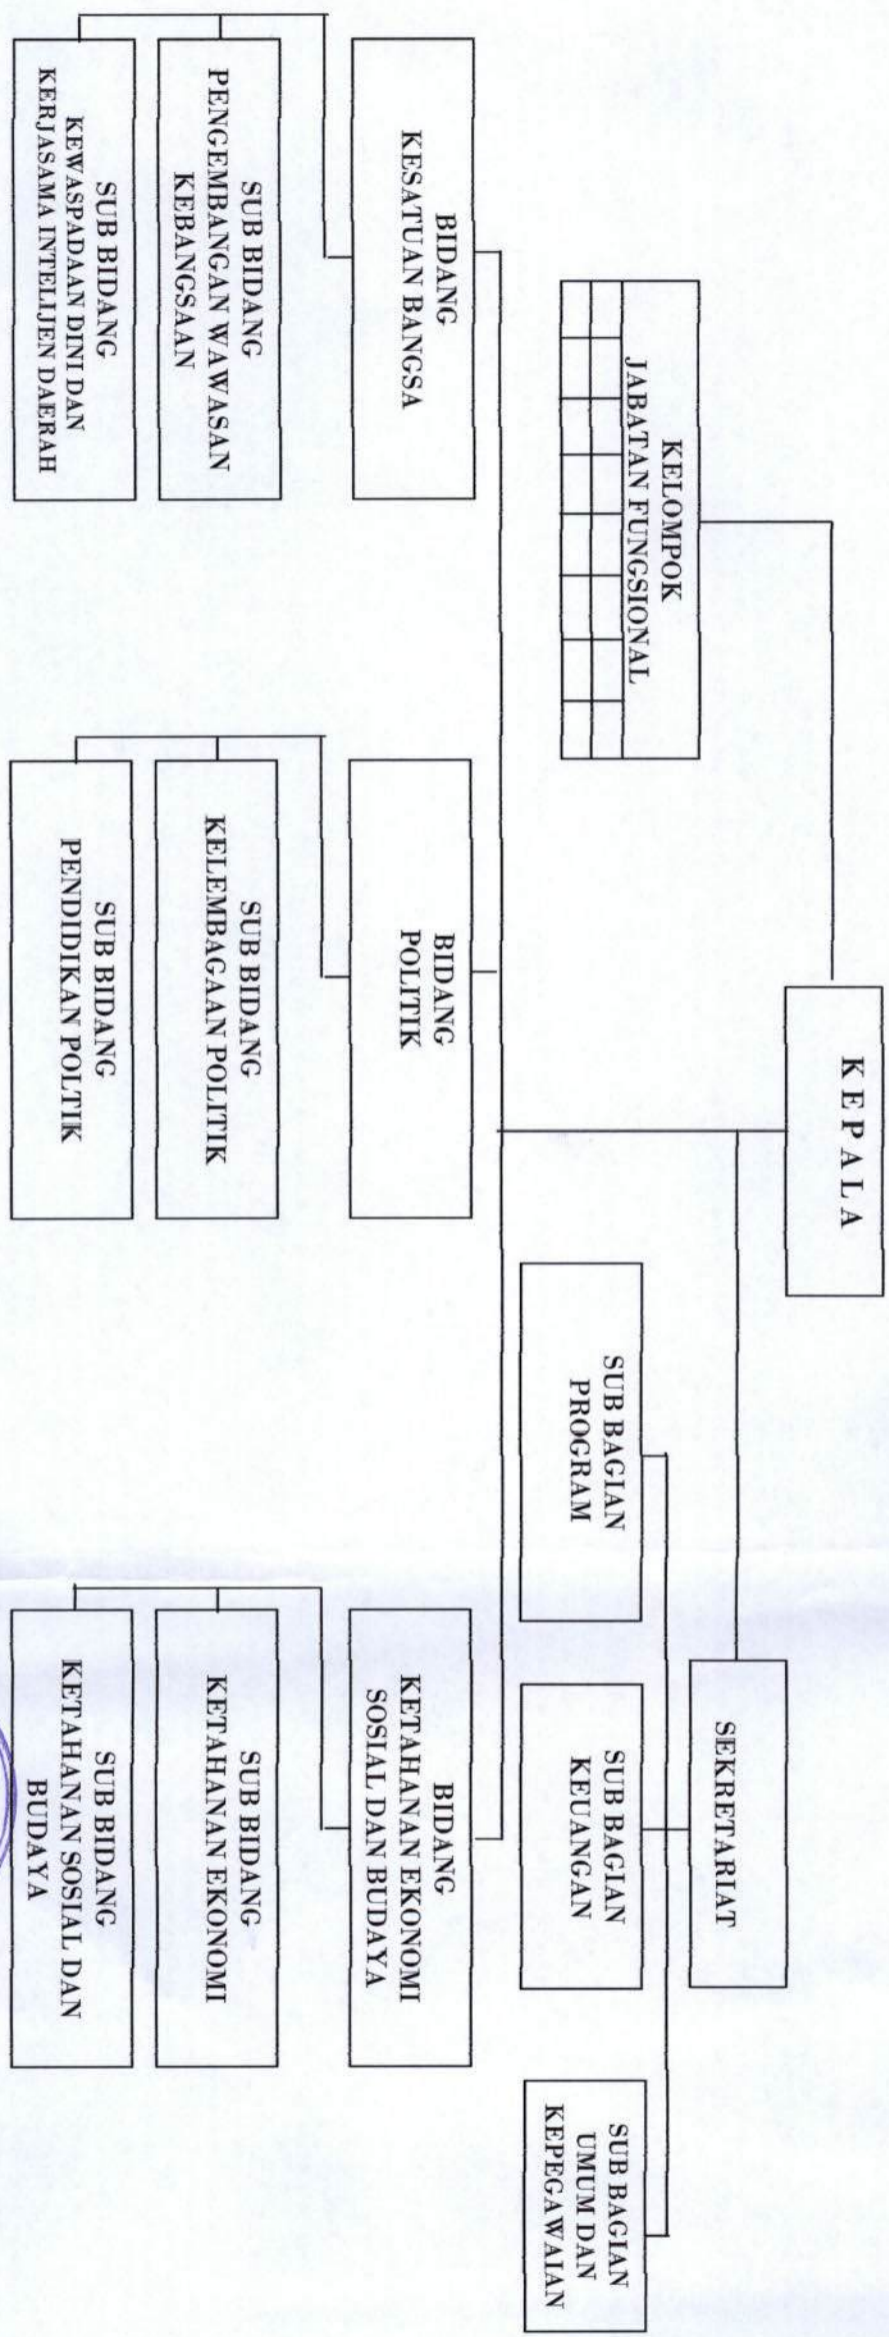 K E P A L A
SEKRETARIAT
KELOMPOK
JABATAN FUNGSIONAL
SUB BAGIAN
PROGRAM
SUB BAGIAN
KEUANGAN
SUB BAGIAN
UMUM DAN
KEPEGAWAIAN
BIDANG
KESATUAN BANGSA
BIDANG
POLITIK
BIDANG
KETAHANAN EKONOMI
SOSIAL DAN BUDAYA
SUB BIDANG
PENGEMBANGAN WAWASAN
KEBANGSAAN
SUB BIDANG
KELEMBAGAAN POLITIK
SUB BIDANG
KETAHANAN EKONOMI
SUB BIDANG
KEWASPADAAN DINI DAN
KERJASAMA INTELIJEN DAERAH
SUB BIDANG
PENDIDIKAN POLTIK
SUB BIDANG
KETAHANAN SOSIAL DAN
BUDAYA